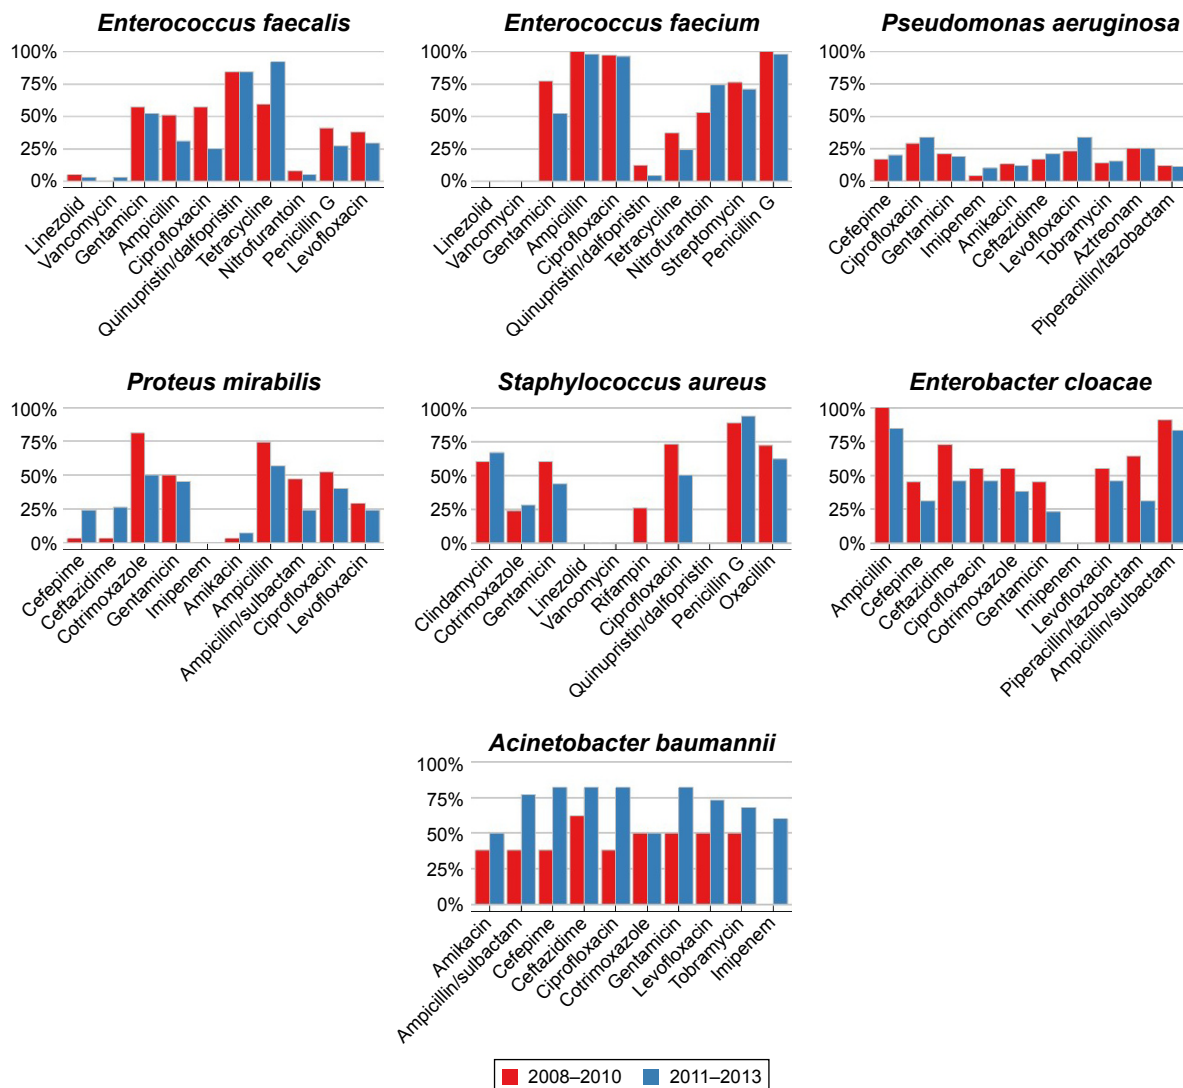 Enterococcus faecalis
100%
75%
50%
25%
0%
Linezolid
Vancomycin
Gentamicin
Ampicillin
Ciprofloxacin
Quinupristin/dalfopristin
Tetracycline
Nitrofurantoin
Penicillin G
Levofloxacin
Enterococcus faecium
100%
75%
50%
25%
0%
Linezolid
Vancomycin
Gentamicin
Ampicillin
Ciprofloxacin
Quinupristin/dalfopristin
Tetracycline
Nitrofurantoin
Streptomycin
Penicillin G
Pseudomonas aeruginosa
100%
75%
50%
25%
0%
Cefepime
Ciprofloxacin
Gentamicin
Imipenem
Amikacin
Ceftazidime
Levofloxacin
Tobramycin
Aztreonam
Piperacillin/tazobactam
Proteus mirabilis
100%
75%
50%
25%
0%
Cefepime
Ceftazidime
Cotrimoxazole
Gentamicin
Imipenem
Amikacin
Ampicillin
Ampicillin/sulbactam
Ciprofloxacin
Levofloxacin
Staphylococcus aureus
100%
75%
50%
25%
0%
Clindamycin
Cotrimoxazole
Gentamicin
Linezolid
Vancomycin
Rifampin
Ciprofloxacin
Quinupristin/dalfopristin
Penicillin G
Oxacillin
Enterobacter cloacae
100%
75%
50%
25%
0%
Ampicillin
Cefepime
Ceftazidime
Ciprofloxacin
Cotrimoxazole
Gentamicin
Imipenem
Levofloxacin
Piperacillin/tazobactam
Ampicillin/sulbactam
Acinetobacter baumannii
100%
75%
50%
25%
0%
Amikacin
Ampicillin/sulbactam
Cefepime
Ceftazidime
Ciprofloxacin
Cotrimoxazole
Gentamicin
Levofloxacin
Tobramycin
Imipenem
2008–2010 2011–2013